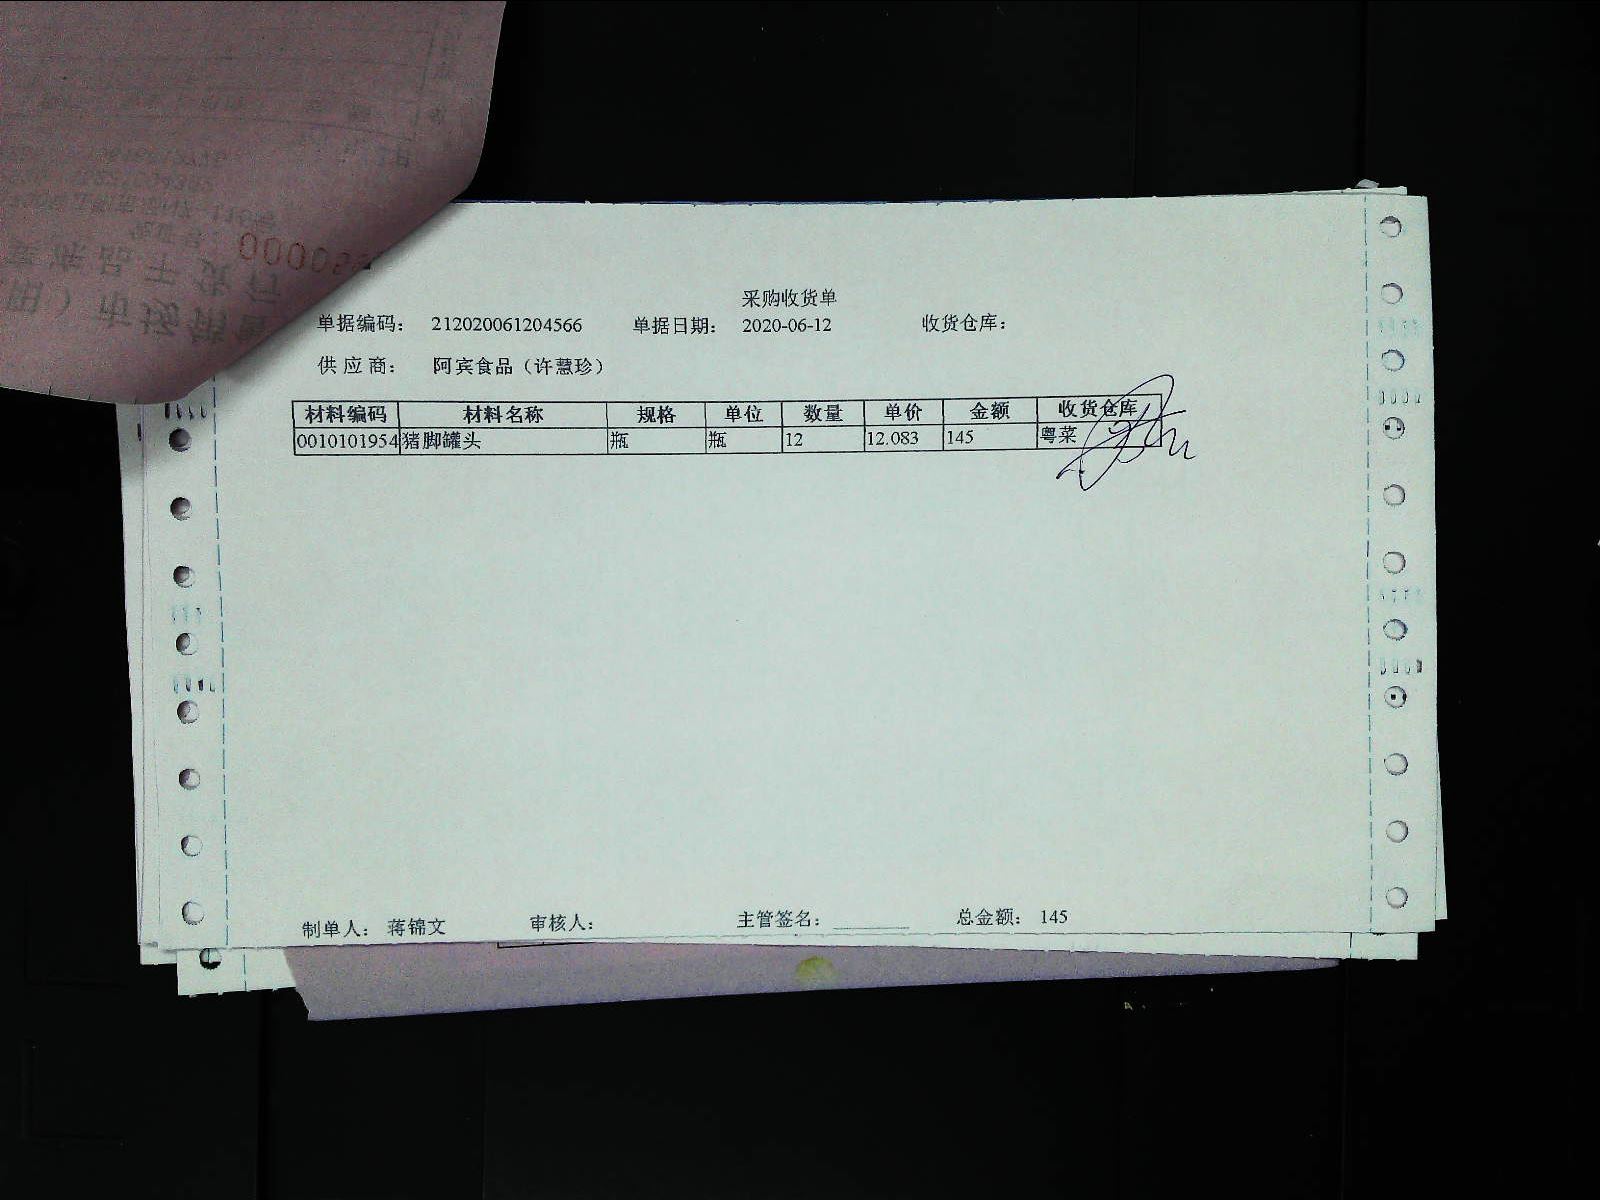 采购收货单
单据编码： 212020061204566 单据日期： 2020-06-12 收货仓库：
供应商： 阿宾食品（许慧珍）
材料编码 材料名称 规格 单位 数量 单价 金额 收货仓库
0010101954 猪脚罐头 瓶 瓶 12 12.083 145 粤菜
制单人： 蒋锦文 审核人： 主管签名： 总金额： 145